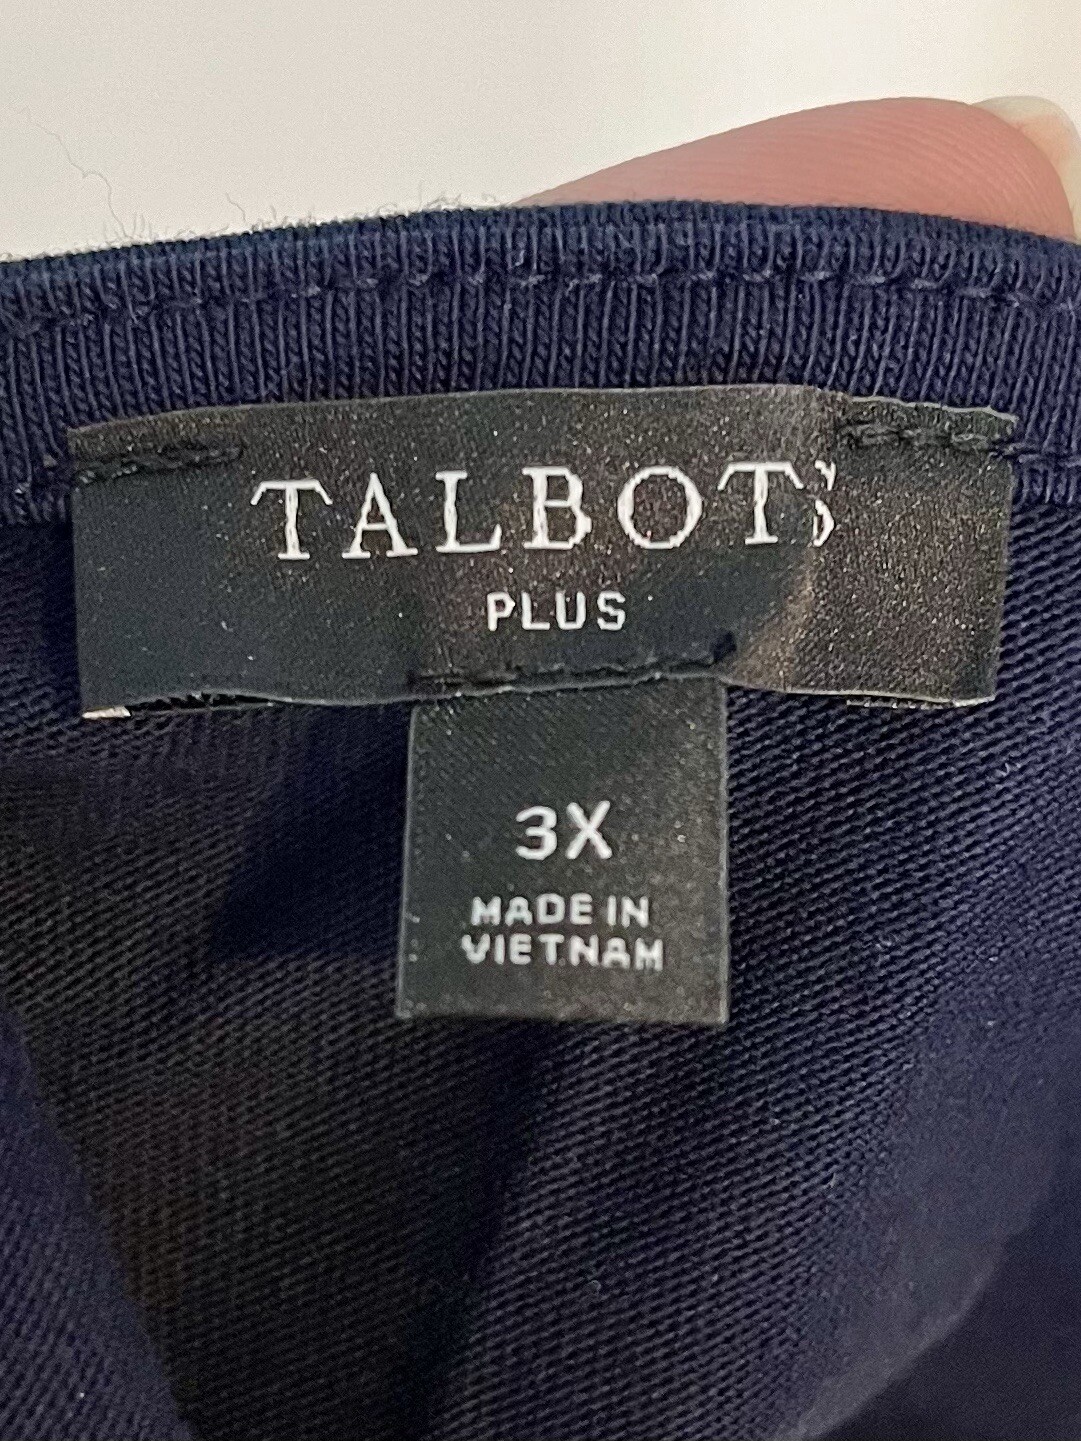 TALBOTS
PLUS
3X
MADE IN
VIETNAM